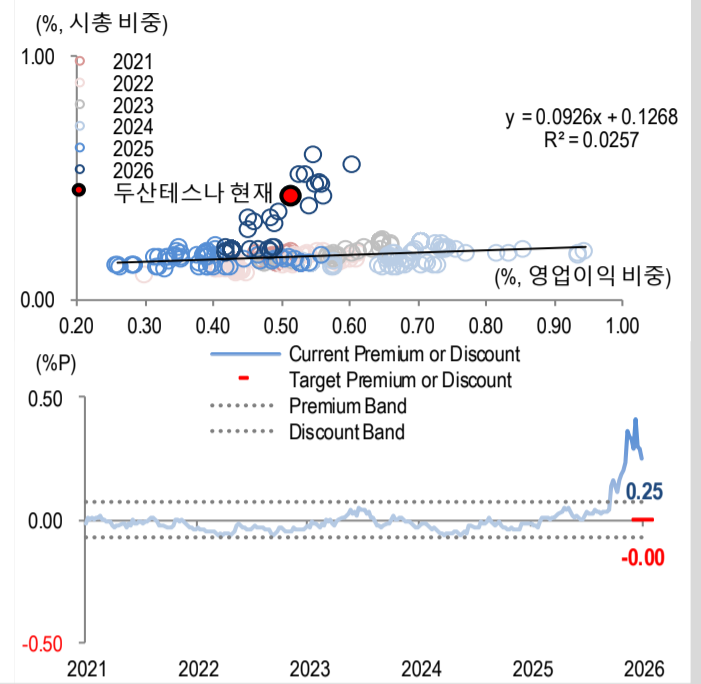 (%, 시총 비중)
1.00
2021
2022
2023
2024
2025
2026
두산테스나 현재
y = 0.0926x + 0.1268
R² = 0.0257
(%, 영업이익 비중)
0.00
0.20 0.30 0.40 0.50 0.60 0.70 0.80 0.90 1.00
(%P)
Current Premium or Discount
Target Premium or Discount
Premium Band
Discount Band
0.50
0.25
0.00
-0.00
-0.50
2021 2022 2023 2024 2025 2026